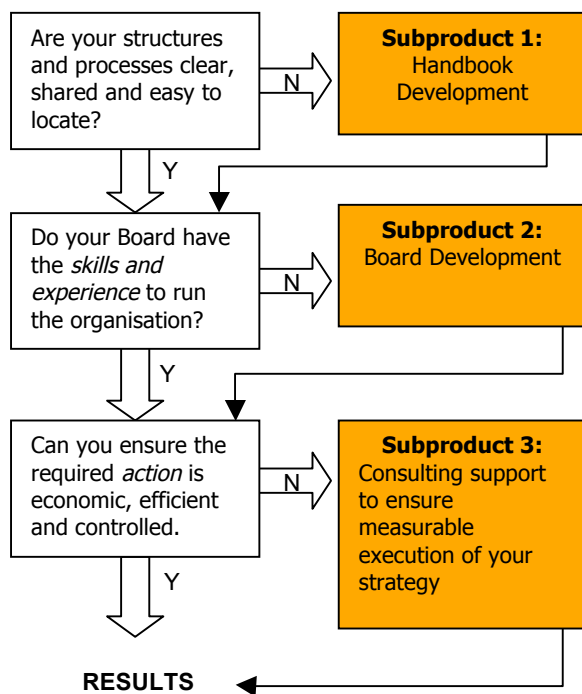 Are your structures
and processes clear,
shared and easy to
locate?
N
Subproduct 1:
Handbook
Development
Y
Do your Board have
the skills and
experience to run
the organisation?
N
Subproduct 2:
Board Development
Y
Can you ensure the
required action is
economic, efficient
and controlled.
N
Subproduct 3:
Consulting support
to ensure
measurable
execution of your
strategy
Y
RESULTS